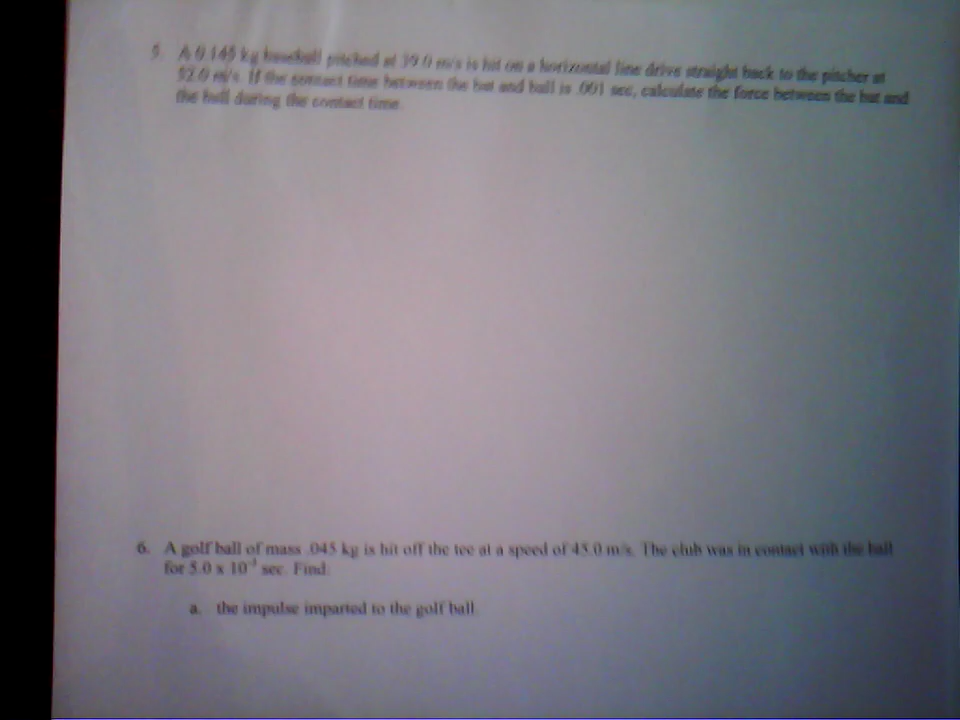 5. A 0.145 kg baseball pitched at 39.0 m/s is hit on a horizontal line drive straight back to the pitcher at
52.0 m/s. If the contact time between the bat and ball is .001 sec, calculate the force between the bat and
the ball during the contact time.
6. A golf ball of mass .045 kg is hit off the tee at a speed of 45.0 m/s. The club was in contact with the ball
for 5.0 x 10 sec. Find:
a. the impulse imparted to the golf ball.